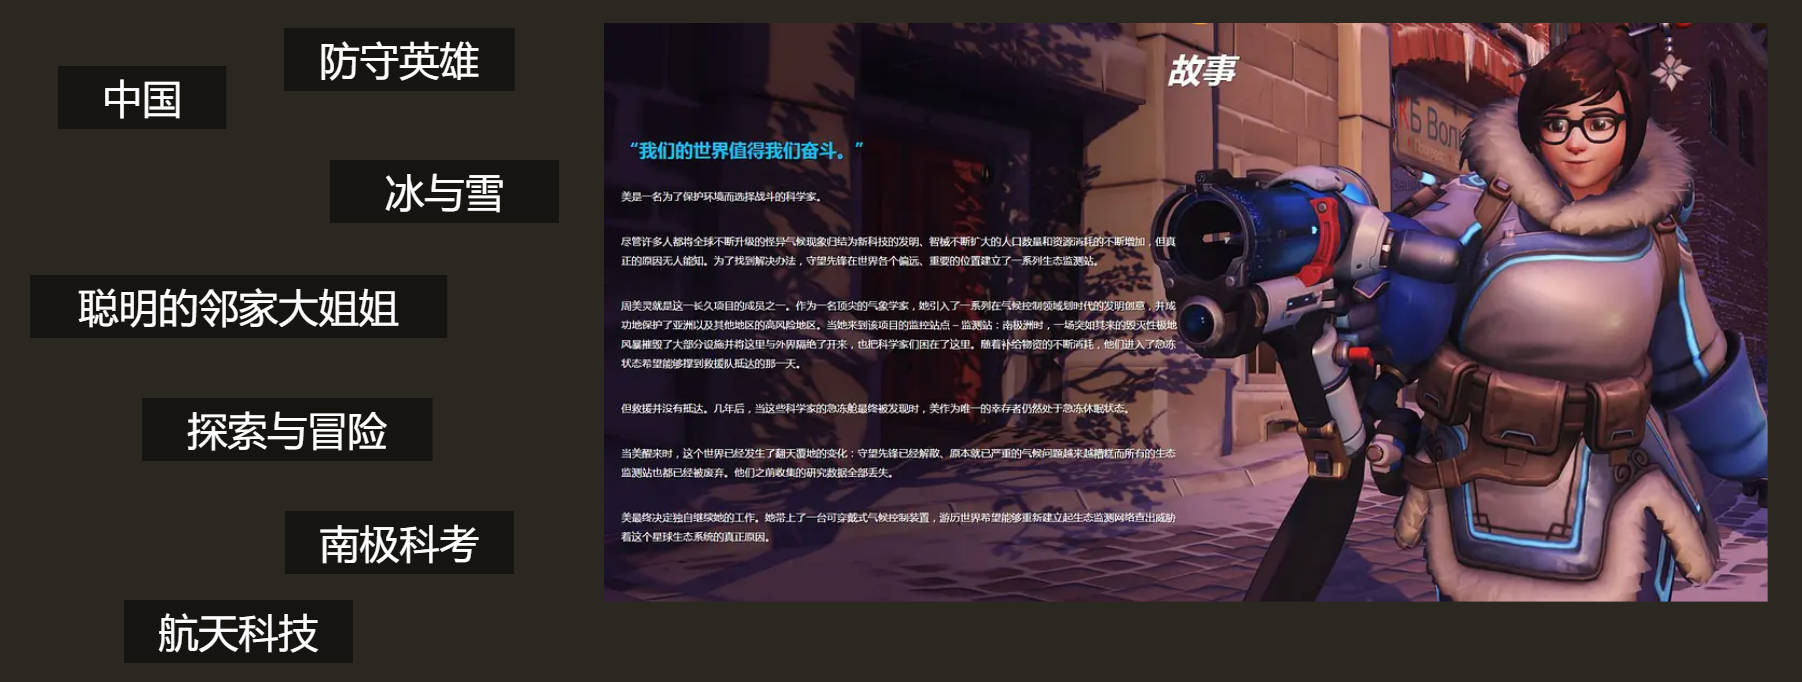 防守英雄
中国
冰与雪
聪明的邻家大姐姐
探索与冒险
南极科考
航天科技
故事
“我们的世界值得我们奋斗。”
美是一名为了保护环境而选择战斗的科学家。
尽管许多人都将全球不断升级的怪异气候现象归结为新科技的发明、智械不断扩大的人口数量和资源消耗的不断增加，但真
正的原因无人能知。为了找到解决办法，守望先锋在世界各个偏远、重要的位置建立了一系列生态监测站。
周美灵就是这一长久项目的成员之一。作为一名顶尖的气象学家，她引入了一系列在气候控制领域划时代的发明创意，并成
功地保护了亚洲以及其他地区的高风险地区。当她来到该项目的监控站点 – 监测站：南极洲时，一场突如其来的毁灭性极地
风暴摧毁了大部分设施并将这里与外界隔绝了开来，也把科学家们困在了这里。随着补给物资的不断消耗，他们进入了急冻
状态希望能够撑到救援队抵达的那一天。
但救援并没有抵达。几年后，当这些科学家的急冻舱最终被发现时，美作为唯一的幸存者仍然处于急冻休眠状态。
当美醒来时，这个世界已经发生了翻天覆地的变化：守望先锋已经解散、原本就已严重的气候问题越来越糟糕而所有的生态
监测站也都已经被废弃。他们之前收集的研究数据全部丢失。
美最终决定独自继续她的工作。她带上了一台可穿戴式气候控制装置，游历世界希望能够重新建立起生态监测网络查出威胁
着这个星球生态系统的真正原因。
КБ Воль